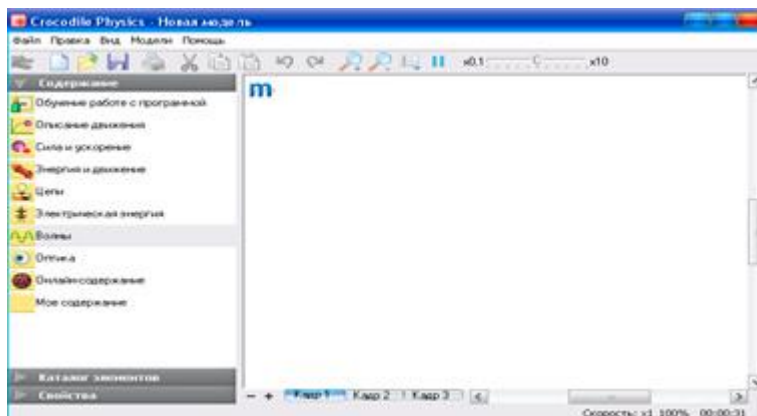 Crocodile Physics - Новая модель
Файл Правка Вид Модели Помощь
x0.1 x10
Содержание
m
Обучение работе с программой
Описание движения
Сила и ускорение
Энергия и движение
Цепи
Электрическая энергия
Волны
Оптика
Онлайн-содержание
Мое содержание
Каталог элементов
Свойства
Кадр 1 Кадр 2 Кадр 3
Скорость: x1 100% 00:00:31